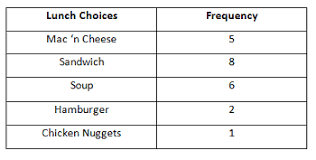 Lunch Choices Frequency
Mac ‘n Cheese 5
Sandwich 8
Soup 6
Hamburger 2
Chicken Nuggets 1